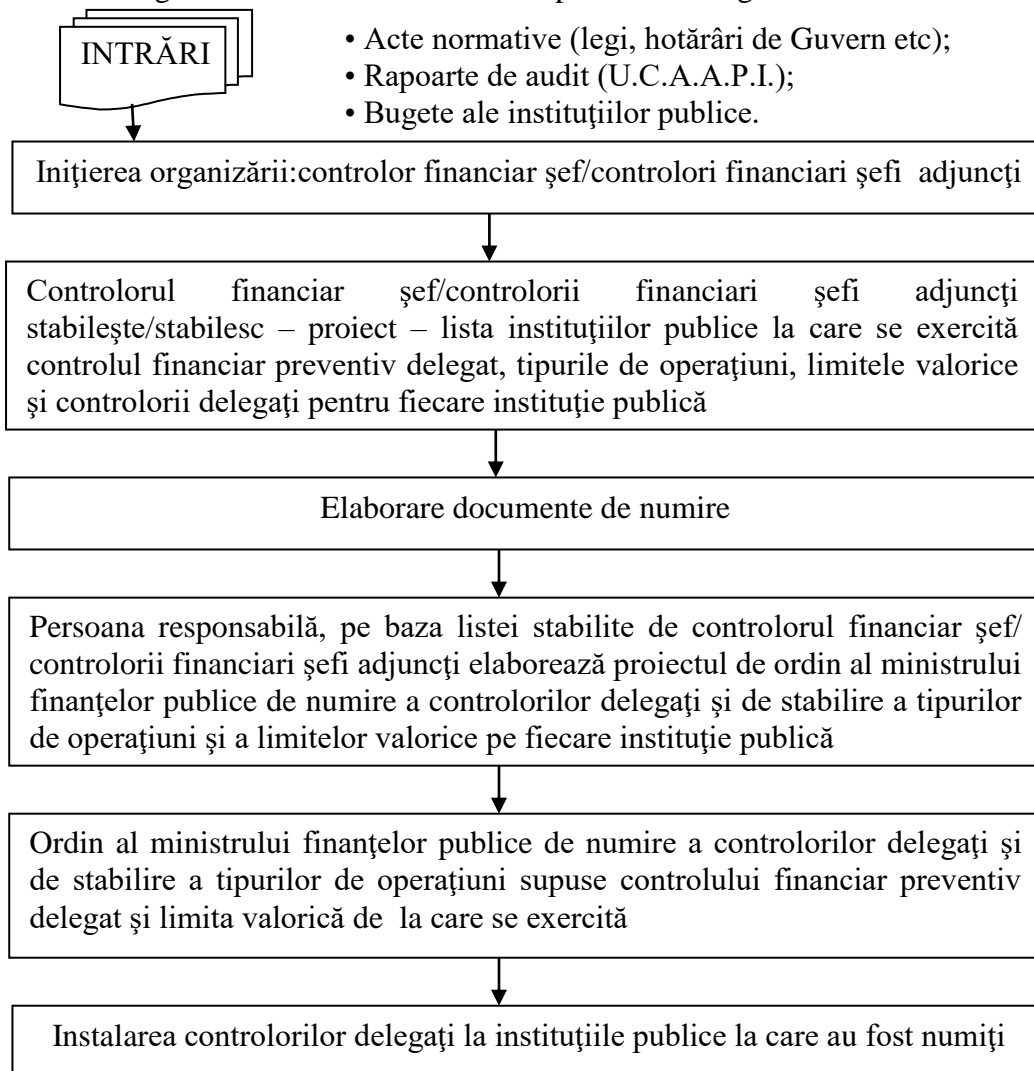 INTRĂRI
• Acte normative (legi, hotărâri de Guvern etc);
• Rapoarte de audit (U.C.A.A.P.I.);
• Bugete ale instituţiilor publice.
Iniţierea organizării:controlor financiar şef/controlori financiari şefi adjuncţi
Controlorul financiar şef/controlorii financiari şefi adjuncţi
stabileşte/stabilesc – proiect – lista instituţiilor publice la care se exercită
controlul financiar preventiv delegat, tipurile de operaţiuni, limitele valorice
şi controlorii delegaţi pentru fiecare instituţie publică
Elaborare documente de numire
Persoana responsabilă, pe baza listei stabilite de controlorul financiar şef/
controlorii financiari şefi adjuncţi elaborează proiectul de ordin al ministrului
finanţelor publice de numire a controlorilor delegaţi şi de stabilire a tipurilor
de operaţiuni şi a limitelor valorice pe fiecare instituţie publică
Ordin al ministrului finanţelor publice de numire a controlorilor delegaţi şi
de stabilire a tipurilor de operaţiuni supuse controlului financiar preventiv
delegat şi limita valorică de la care se exercită
Instalarea controlorilor delegaţi la instituţiile publice la care au fost numiţi